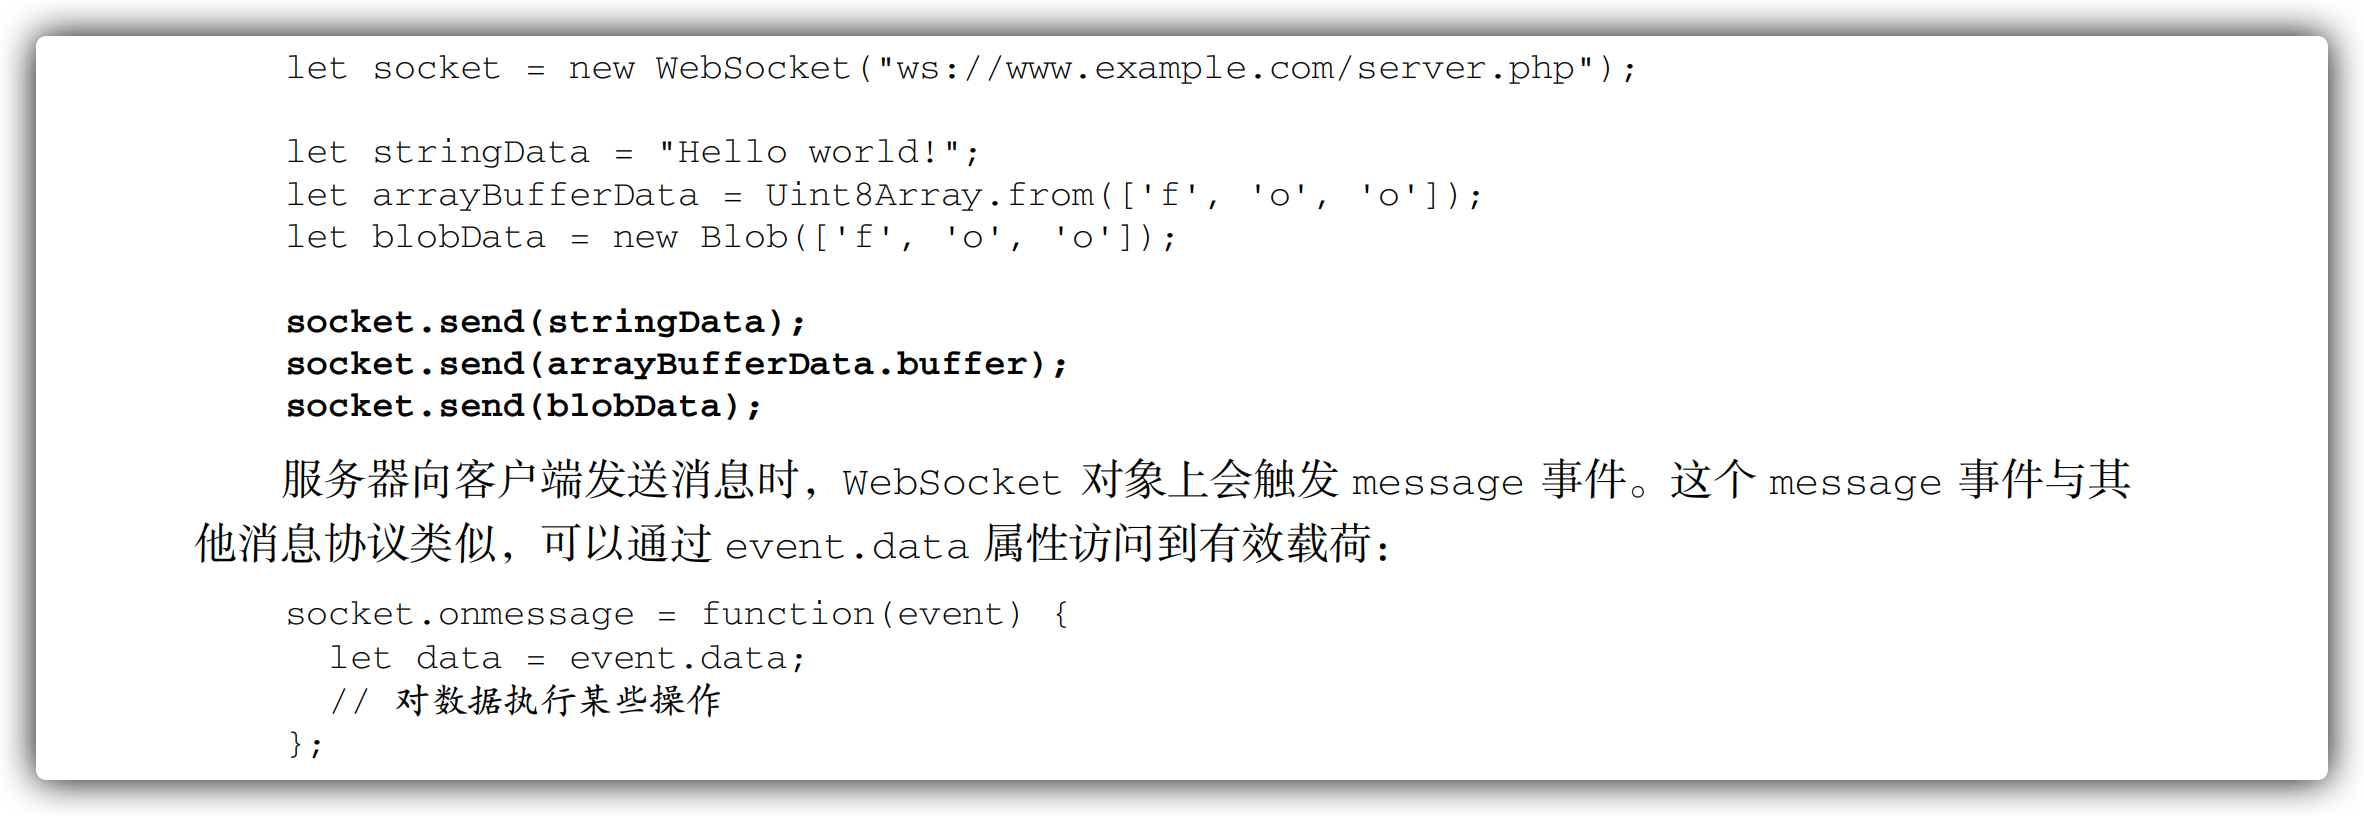 let socket = new WebSocket("ws://www.example.com/server.php");
let stringData = "Hello world!";
let arrayBufferData = Uint8Array.from(['f', 'o', 'o']);
let blobData = new Blob(['f', 'o', 'o']);
socket.send(stringData);
socket.send(arrayBufferData.buffer);
socket.send(blobData);
服务器向客户端发送消息时，WebSocket 对象上会触发 message 事件。这个 message 事件与其
他消息协议类似，可以通过 event.data 属性访问到有效载荷：
socket.onmessage = function(event) {
  let data = event.data;
  // 对数据执行某些操作
};